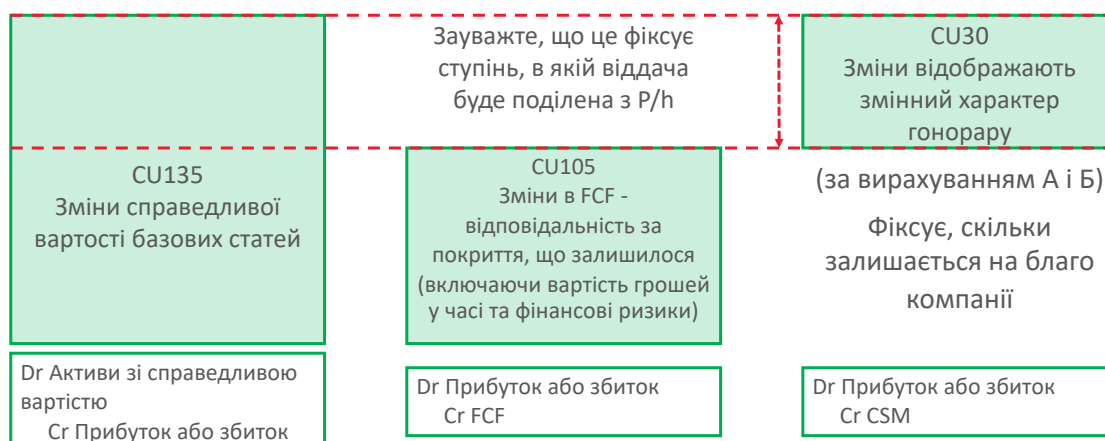 CU135
Зміни справедливої
вартості базових статей
Dr Активи зі справедливою
вартістю
Cr Прибуток або збиток
Зауважте, що це фіксує
ступінь, в якій віддача
буде поділена з P/h
CU105
Зміни в FCF -
відповідальність за
покриття, що залишилося
(включаючи вартість грошей
у часі та фінансові ризики)
Dr Прибуток або збиток
Cr FCF
CU30
Зміни відображають
змінний характер
гонорару
(за вирахуванням А і Б)
Фіксує, скільки
залишається на благо
компанії
Dr Прибуток або збиток
Cr CSM